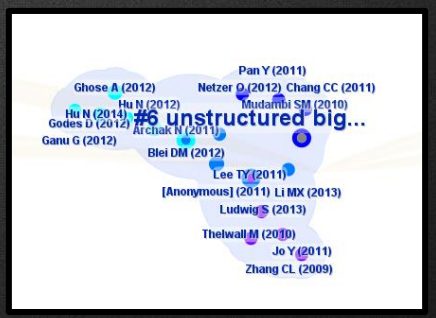 Pan Y (2011)
Ghose A (2012)
Netzer O (2012) Chang CC (2011)
Hu N (2012)
Mudambi SM (2010)
Hu N (2014)
#6 unstructured big...
Godes D (2012)
Archak N (2011)
Ganu G (2012)
Blei DM (2012)
Lee TY (2011)
[Anonymous] (2011) Li MX (2013)
Ludwig S (2013)
Thelwall M (2010)
Jo Y (2011)
Zhang CL (2009)